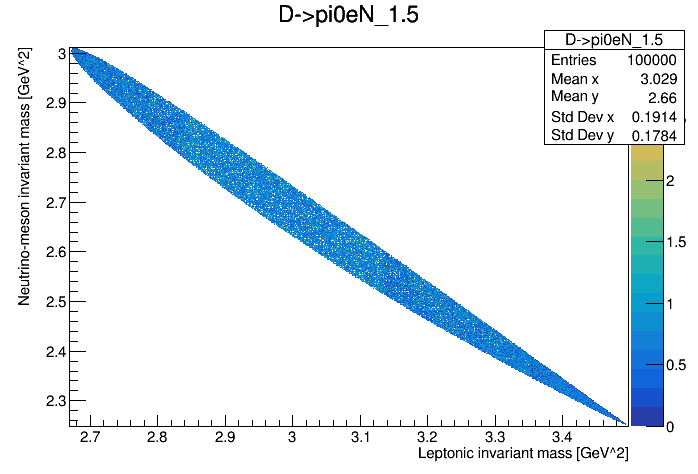 D->pi0eN_1.5
D->pi0eN_1.5
Entries 100000
Mean x 3.029
Mean y 2.66
Std Dev x 0.1914
Std Dev y 0.1784
Neutrino-meson invariant mass [GeV^2]
3
2.9
2.8
2.7
2.6
2.5
2.4
2.3
2.7 2.8 2.9 3 3.1 3.2 3.3 3.4
Leptonic invariant mass [GeV^2]
2
1.5
1
0.5
0